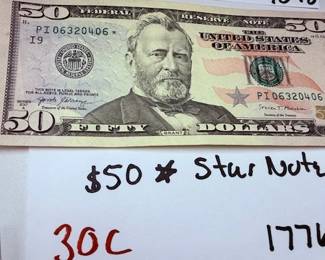 50 FEDERAL RESERVE NOTE 50
PI06320406*
I9
THE
UNITED STATES
OF AMERICA
PI06320406
THIS NOTE IS LEGAL TENDER
FOR ALL DEBTS, PUBLIC AND PRIVATE
GRANT
50 FIFTY DOLLARS
$50 * Star Note
30C
1776